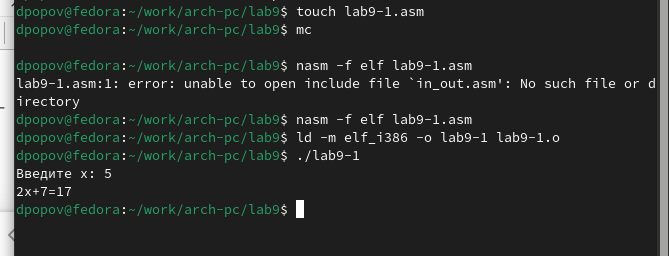 dpopov@fedora:~/work/arch-pc/lab9$ touch lab9-1.asm
dpopov@fedora:~/work/arch-pc/lab9$ mc
dpopov@fedora:~/work/arch-pc/lab9$ nasm -f elf lab9-1.asm
lab9-1.asm:1: error: unable to open include file `in_out.asm': No such file or d
irectory
dpopov@fedora:~/work/arch-pc/lab9$ nasm -f elf lab9-1.asm
dpopov@fedora:~/work/arch-pc/lab9$ ld -m elf_i386 -o lab9-1 lab9-1.o
dpopov@fedora:~/work/arch-pc/lab9$ ./lab9-1
Введите x: 5
2x+7=17
dpopov@fedora:~/work/arch-pc/lab9$